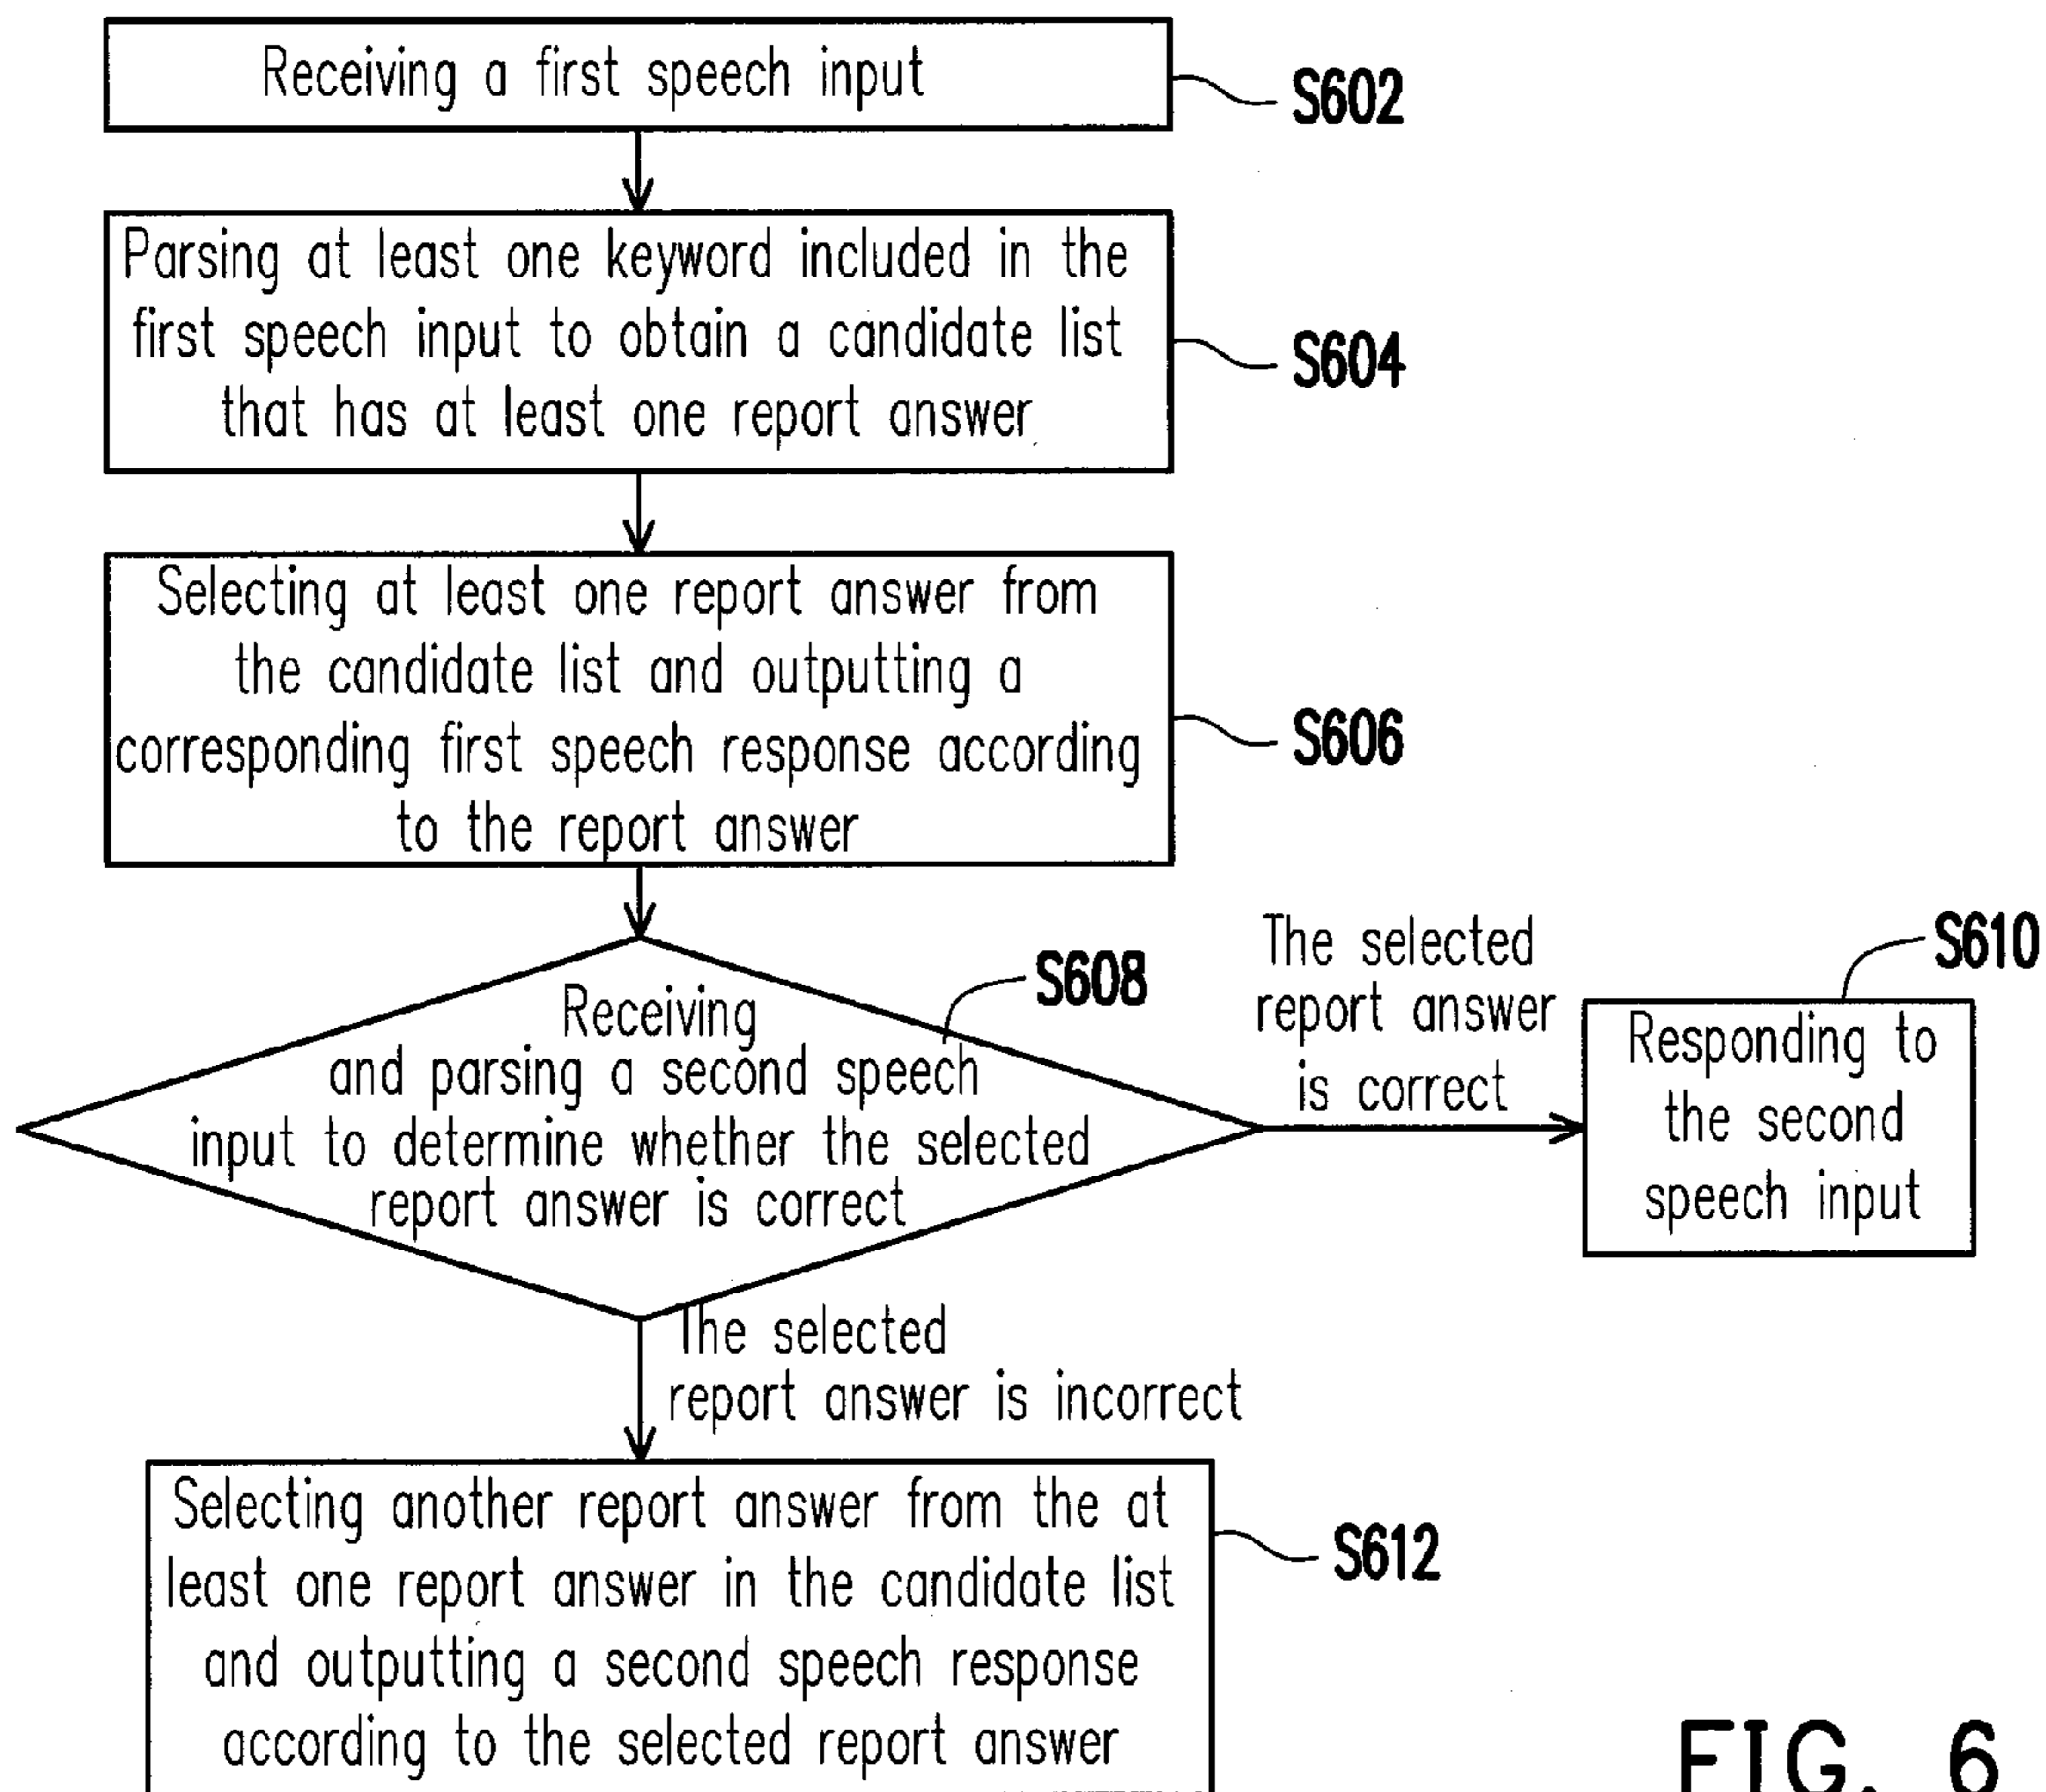 Receiving a first speech input
S602
Parsing at least one keyword included in the
first speech input to obtain a candidate list
that has at least one report answer
S604
Selecting at least one report answer from
the candidate list and outputting a
corresponding first speech response according
to the report answer
S606
Receiving
and parsing a second speech
input to determine whether the selected
report answer is correct
S608
The selected
report answer
is correct
S610
Responding to
the second
speech input
The selected
report answer is incorrect
Selecting another report answer from the at
least one report answer in the candidate list
and outputting a second speech response
according to the selected report answer
S612
FIG. 6